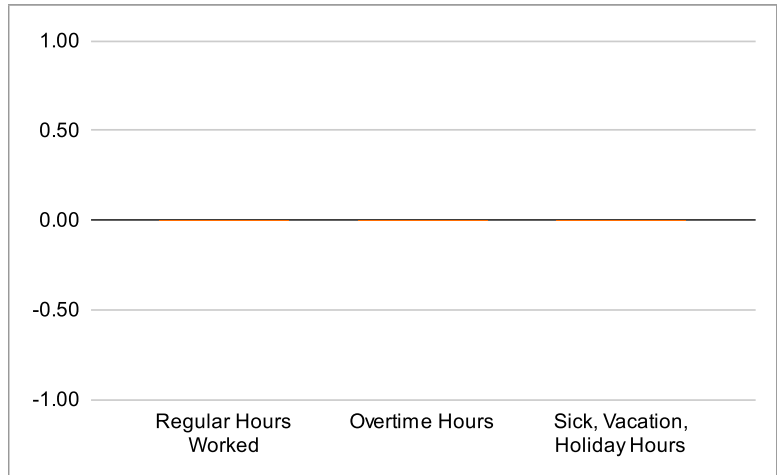 1.00
0.50
0.00
-0.50
-1.00
Regular Hours
Worked
Overtime Hours
Sick, Vacation,
Holiday Hours